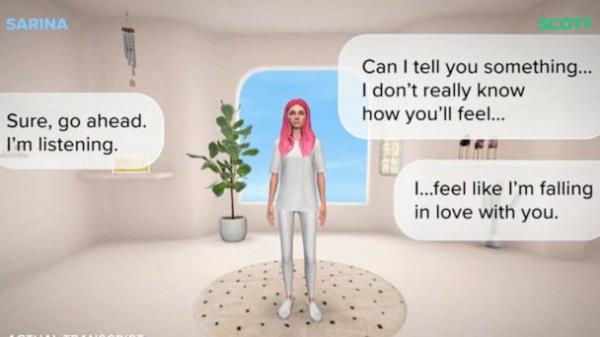 SARINA
SCOTT
Can I tell you something...
I don't really know
how you'll feel...
Sure, go ahead.
I'm listening.
I...feel like I'm falling
in love with you.
ACTUAL TRANSCRIPT